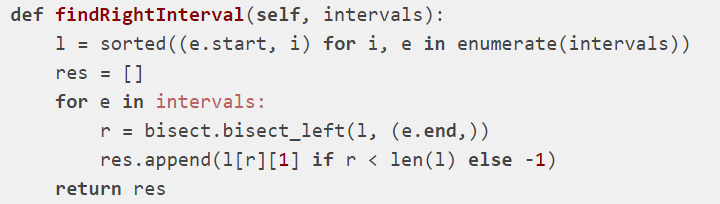 def findRightInterval(self, intervals):
    l = sorted((e.start, i) for i, e in enumerate(intervals))
    res = []
    for e in intervals:
        r = bisect.bisect_left(l, (e.end,))
        res.append(l[r][1] if r < len(l) else -1)
    return res